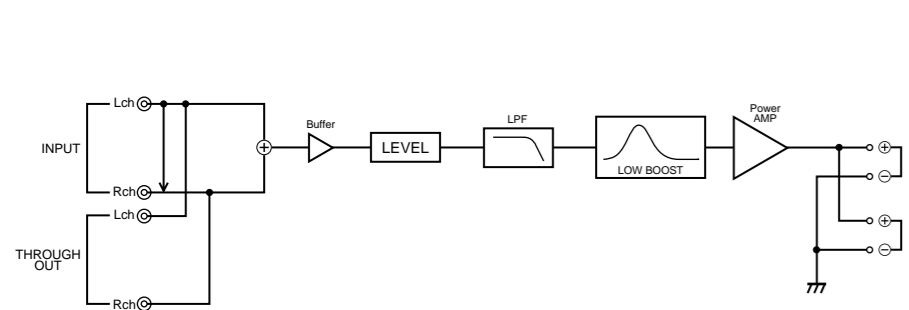 Lch
INPUT
Rch
Lch
THROUGH
OUT
Rch
+
Buffer
LEVEL
LPF
LOW BOOST
Power
AMP
+
−
+
−